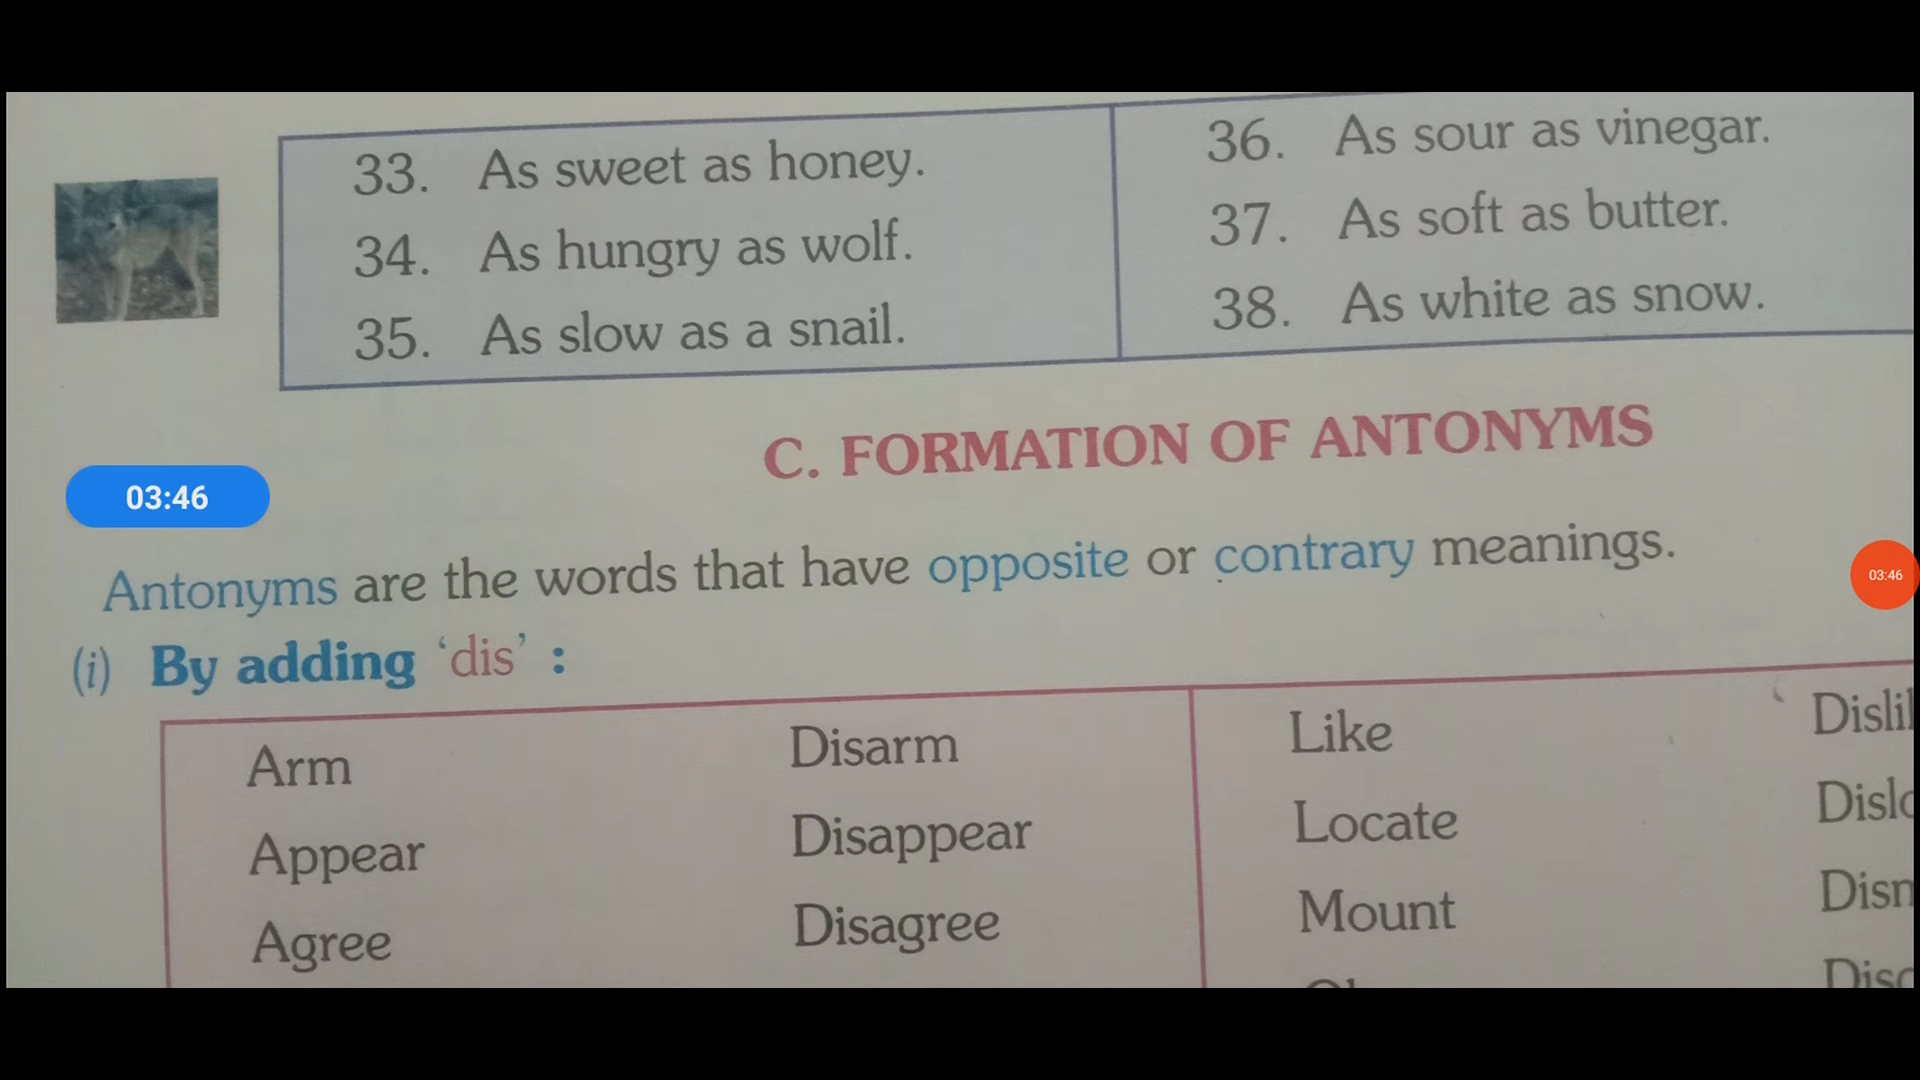 33. As sweet as honey.
34. As hungry as wolf.
35. As slow as a snail.
36. As sour as vinegar.
37. As soft as butter.
38. As white as snow.
C. FORMATION OF ANTONYMS
03:46
Antonyms are the words that have opposite or contrary meanings.
03:46
(i) By adding ‘dis’ :
Arm Disarm
Appear Disappear
Agree Disagree
Like
Locate
Mount